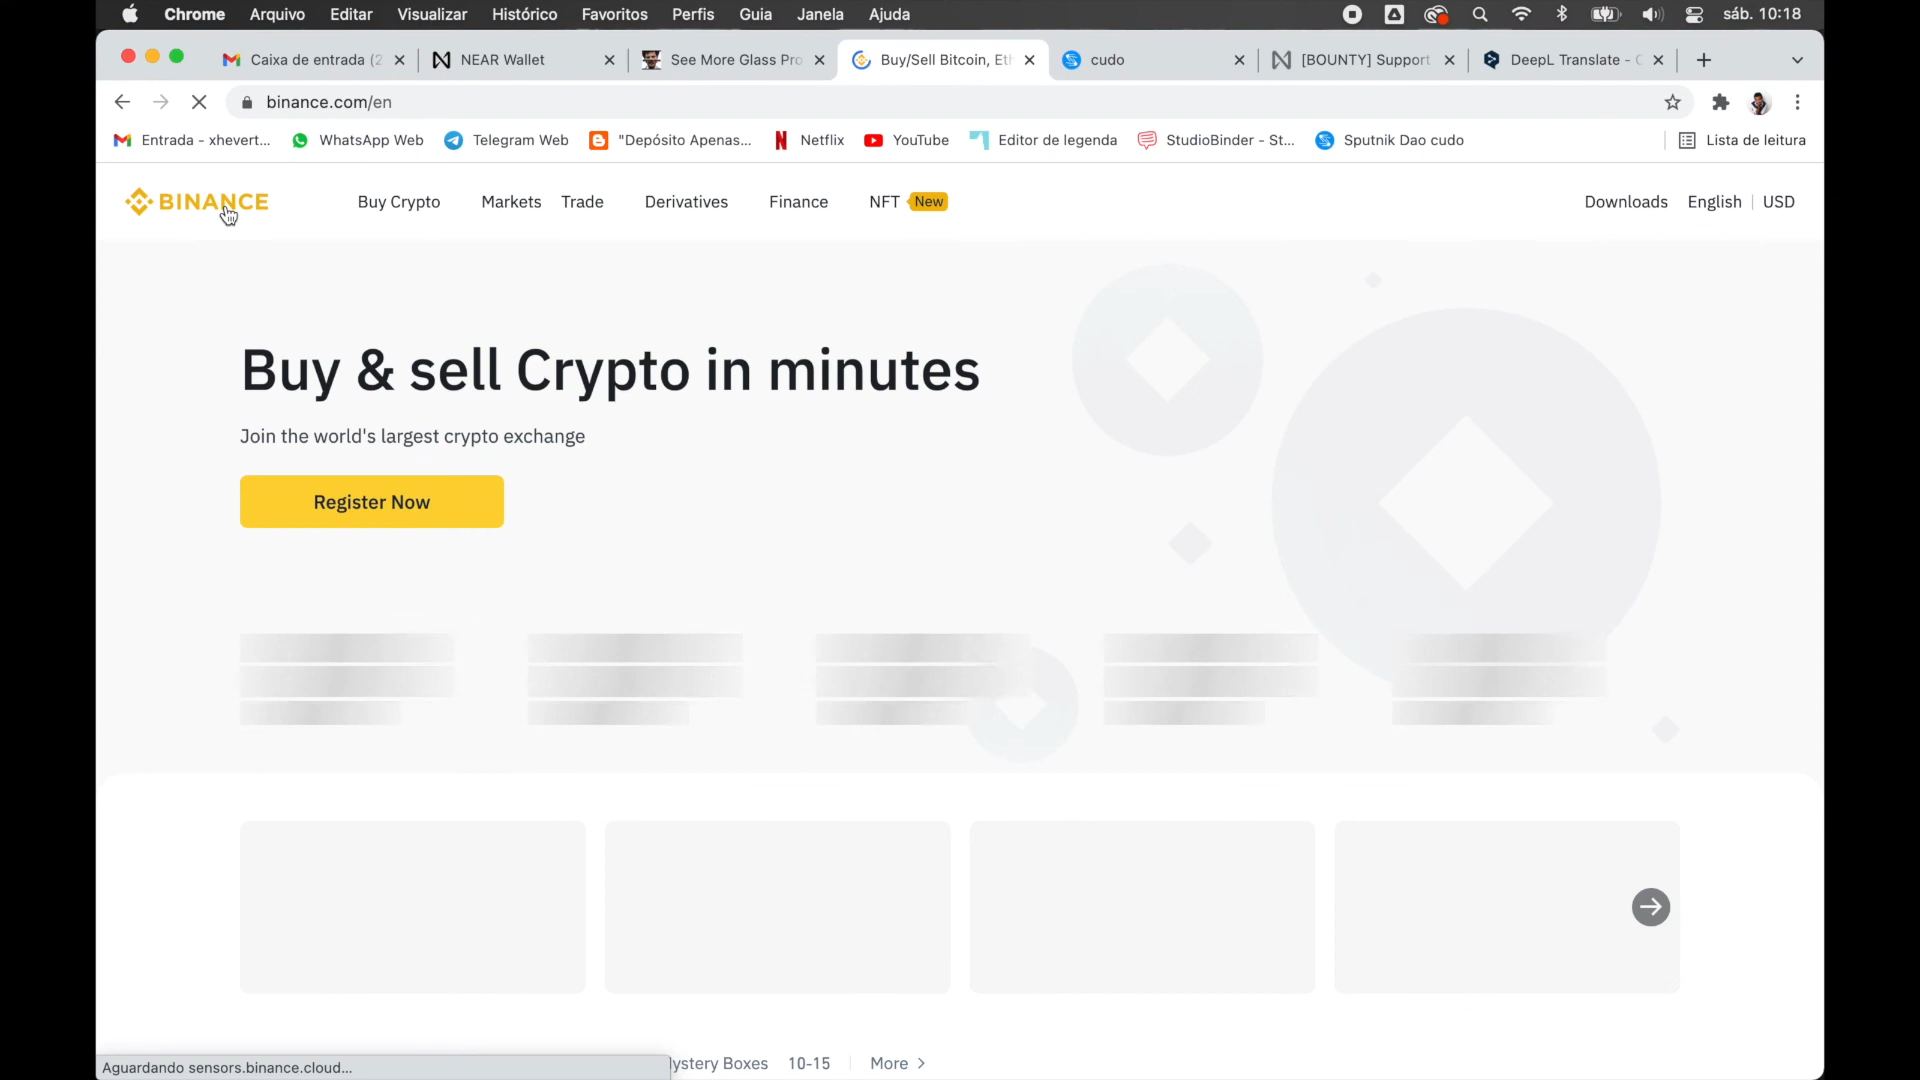 Chrome Arquivo Editar Visualizar Histórico Favoritos Perfis Guia Janela Ajuda sáb. 10:18
Caixa de entrada (2 NEAR Wallet See More Glass Pro Buy/Sell Bitcoin, Eth cudo [BOUNTY] Support DeepL Translate -
binance.com/en
Entrada - xhevert... WhatsApp Web Telegram Web "Depósito Apenas... Netflix YouTube Editor de legenda StudioBinder - St... Sputnik Dao cudo Lista de leitura
BINANCE Buy Crypto Markets Trade Derivatives Finance NFT New Downloads English USD
Buy & sell Crypto in minutes
Join the world's largest crypto exchange
Register Now
Aguardando sensors.binance.cloud... ystery Boxes 10-15 More